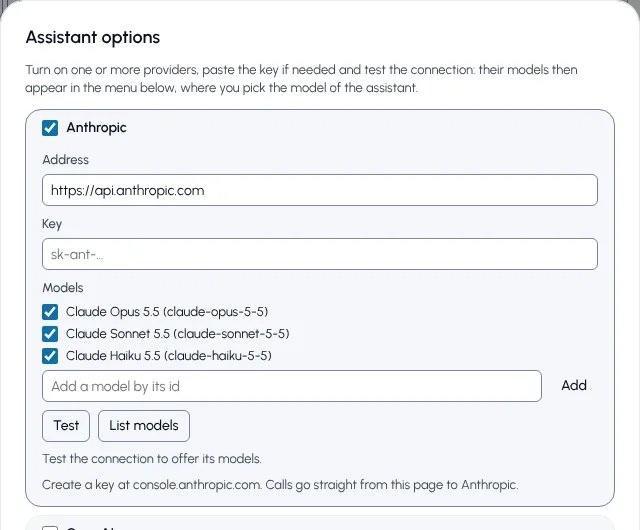 Assistant options
Turn on one or more providers, paste the key if needed and test the connection: their models then
appear in the menu below, where you pick the model of the assistant.
Anthropic
Address
https://api.anthropic.com
Key
sk-ant-...
Models
Claude Opus 5.5 (claude-opus-5-5)
Claude Sonnet 5.5 (claude-sonnet-5-5)
Claude Haiku 5.5 (claude-haiku-5-5)
Add a model by its id
Add
Test
List models
Test the connection to offer its models.
Create a key at console.anthropic.com. Calls go straight from this page to Anthropic.